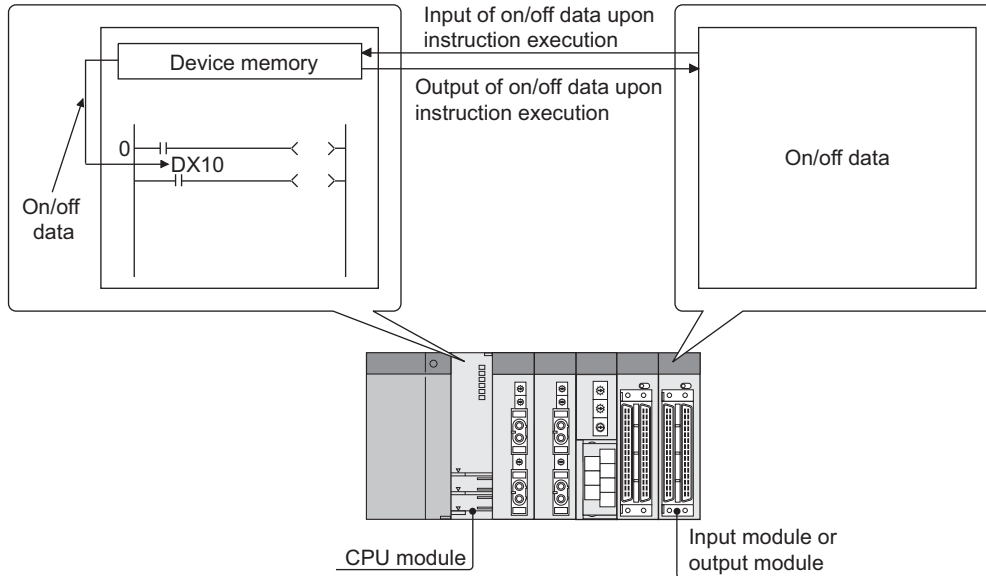 Input of on/off data upon
instruction execution
Device memory
Output of on/off data upon
instruction execution
0
DX10
On/off data
On/off
data
CPU module
Input module or
output module